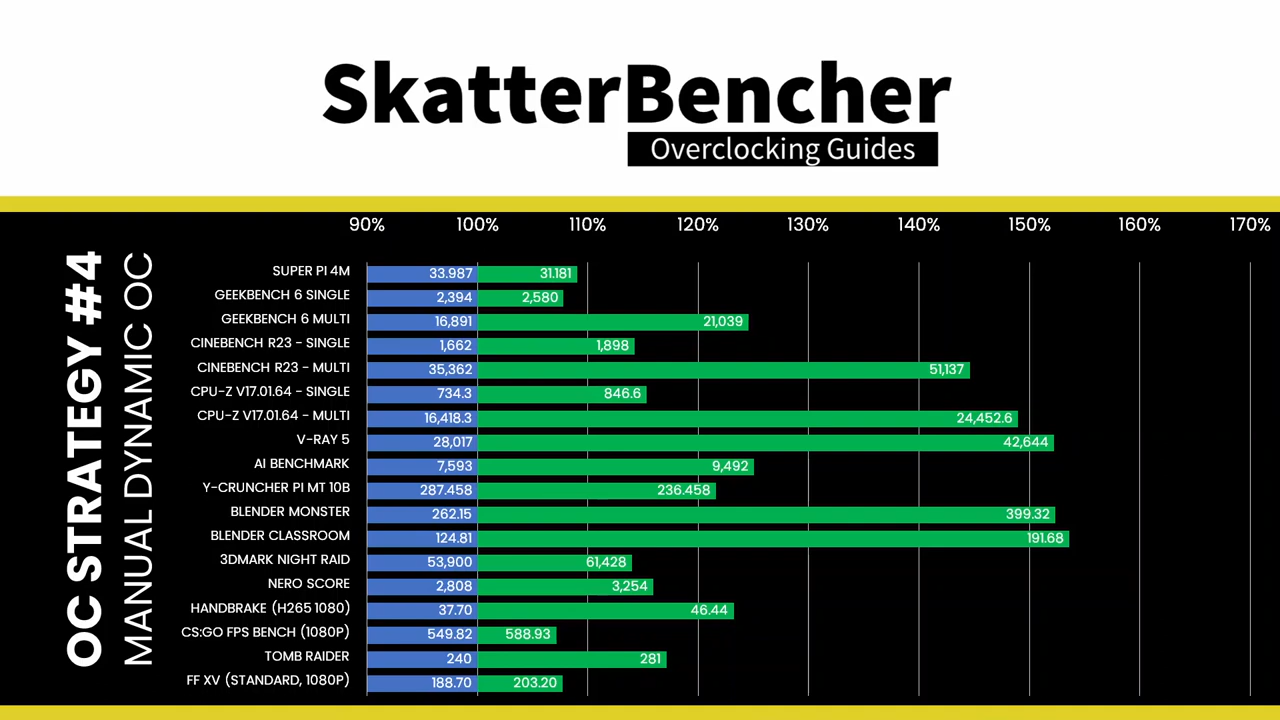 SkatterBencher
Overclocking Guides
90% 100% 110% 120% 130% 140% 150% 160% 170%
OC STRATEGY #4
MANUAL DYNAMIC OC
SUPER PI 4M 33.987 31.181
GEEKBENCH 6 SINGLE 2,394 2,580
GEEKBENCH 6 MULTI 16,891 21,039
CINEBENCH R23 - SINGLE 1,662 1,898
CINEBENCH R23 - MULTI 35,362 51,137
CPU-Z V17.01.64 - SINGLE 734.3 846.6
CPU-Z V17.01.64 - MULTI 16,418.3 24,452.6
V-RAY 5 28,017 42,644
AI BENCHMARK 7,593 9,492
Y-CRUNCHER PI MT 10B 287.458 236.458
BLENDER MONSTER 262.15 399.32
BLENDER CLASSROOM 124.81 191.68
3DMARK NIGHT RAID 53,900 61,428
NERO SCORE 2,808 3,254
HANDBRAKE (H265 1080) 37.70 46.44
CS:GO FPS BENCH (1080P) 549.82 588.93
TOMB RAIDER 240 281
FF XV (STANDARD, 1080P) 188.70 203.20